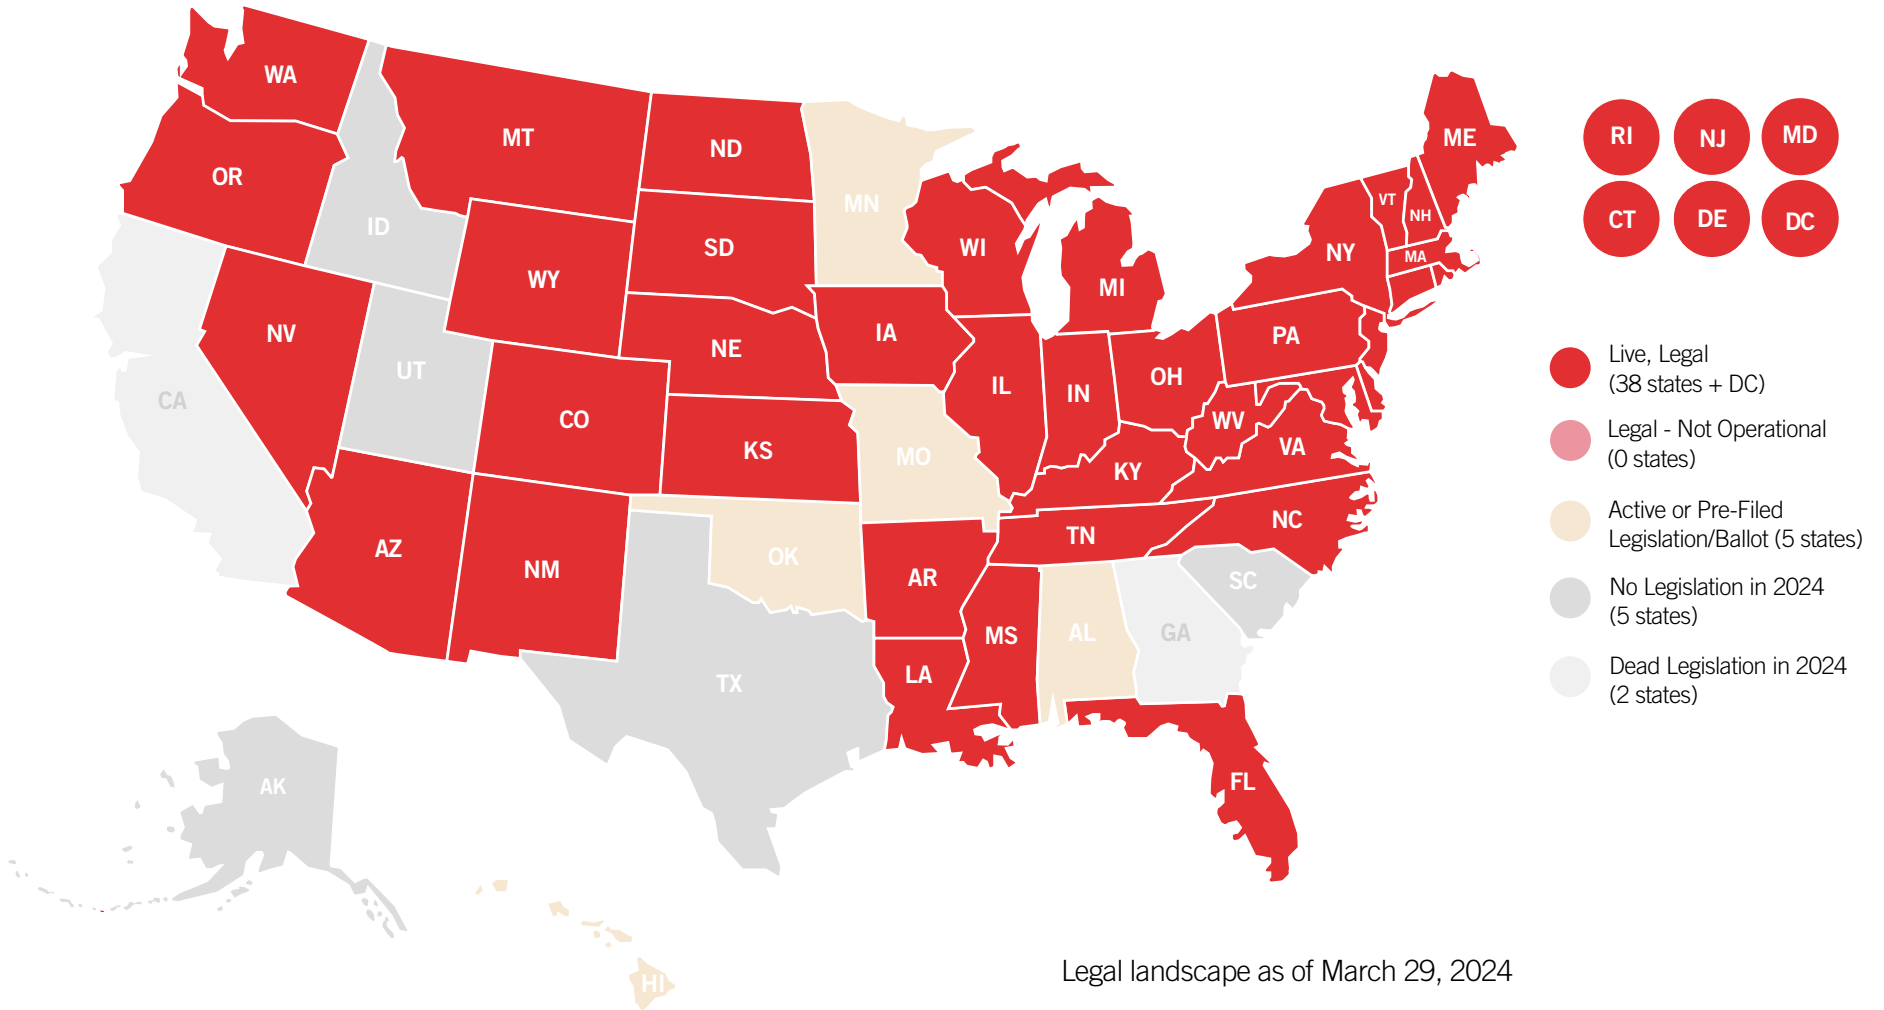 WA
MT
ND
MN
ME
RI
NJ
MD
OR
ID
SD
WI
VT
NH
CT
DE
DC
WY
MI
NY
MA
NV
UT
NE
IA
IL
IN
OH
PA
CA
CO
KS
MO
KY
WV
VA
AZ
NM
OK
AR
TN
NC
SC
TX
LA
MS
AL
GA
FL
AK
HI
Live, Legal
(38 states + DC)
Legal - Not Operational
(0 states)
Active or Pre-Filed
Legislation/Ballot (5 states)
No Legislation in 2024
(5 states)
Dead Legislation in 2024
(2 states)
Legal landscape as of March 29, 2024